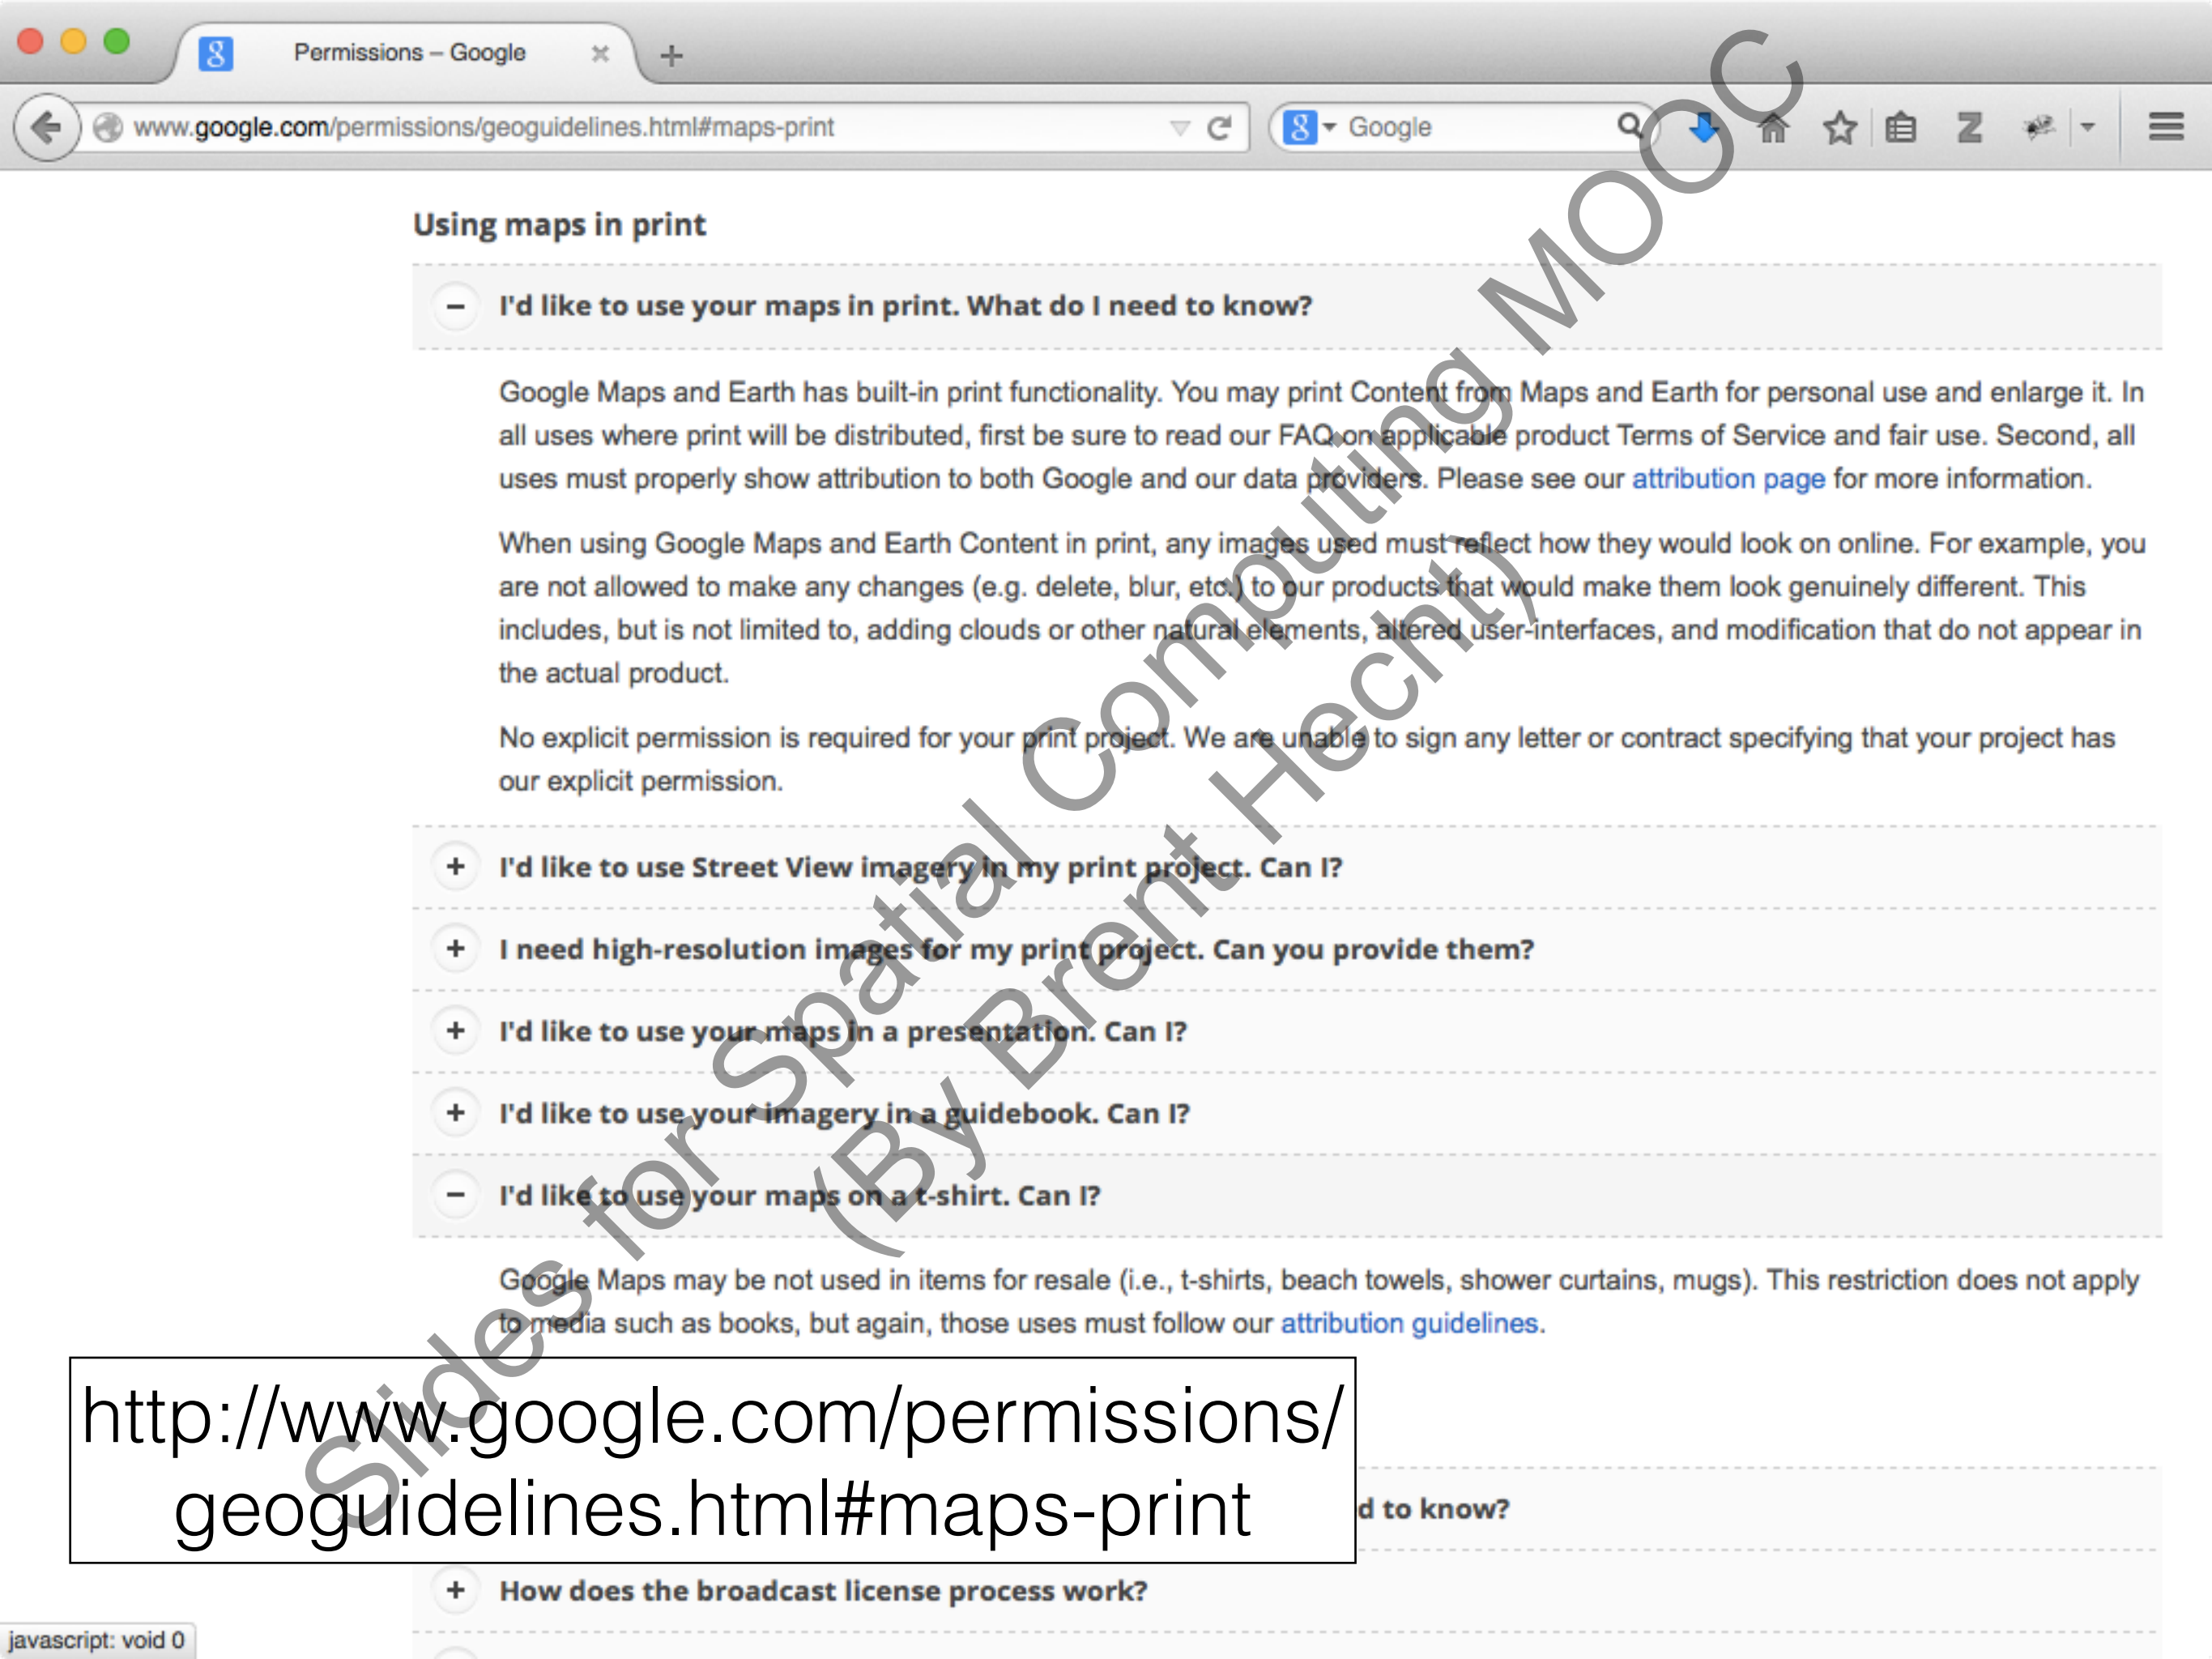 Permissions – Google
www.google.com/permissions/geoguidelines.html#maps-print
Google
Using maps in print
I'd like to use your maps in print. What do I need to know?
Google Maps and Earth has built-in print functionality. You may print Content from Maps and Earth for personal use and enlarge it. In
all uses where print will be distributed, first be sure to read our FAQ on applicable product Terms of Service and fair use. Second, all
uses must properly show attribution to both Google and our data providers. Please see our attribution page for more information.
When using Google Maps and Earth Content in print, any images used must reflect how they would look on online. For example, you
are not allowed to make any changes (e.g. delete, blur, etc.) to our products that would make them look genuinely different. This
includes, but is not limited to, adding clouds or other natural elements, altered user-interfaces, and modification that do not appear in
the actual product.
No explicit permission is required for your print project. We are unable to sign any letter or contract specifying that your project has
our explicit permission.
I'd like to use Street View imagery in my print project. Can I?
I need high-resolution images for my print project. Can you provide them?
I'd like to use your maps in a presentation. Can I?
I'd like to use your imagery in a guidebook. Can I?
I'd like to use your maps on a t-shirt. Can I?
Google Maps may be not used in items for resale (i.e., t-shirts, beach towels, shower curtains, mugs). This restriction does not apply
to media such as books, but again, those uses must follow our attribution guidelines.
http://www.google.com/permissions/
geoguidelines.html#maps-print
d to know?
How does the broadcast license process work?
javascript: void 0
Slides for Spatial Computing MOOC
(By Brent Hecht)